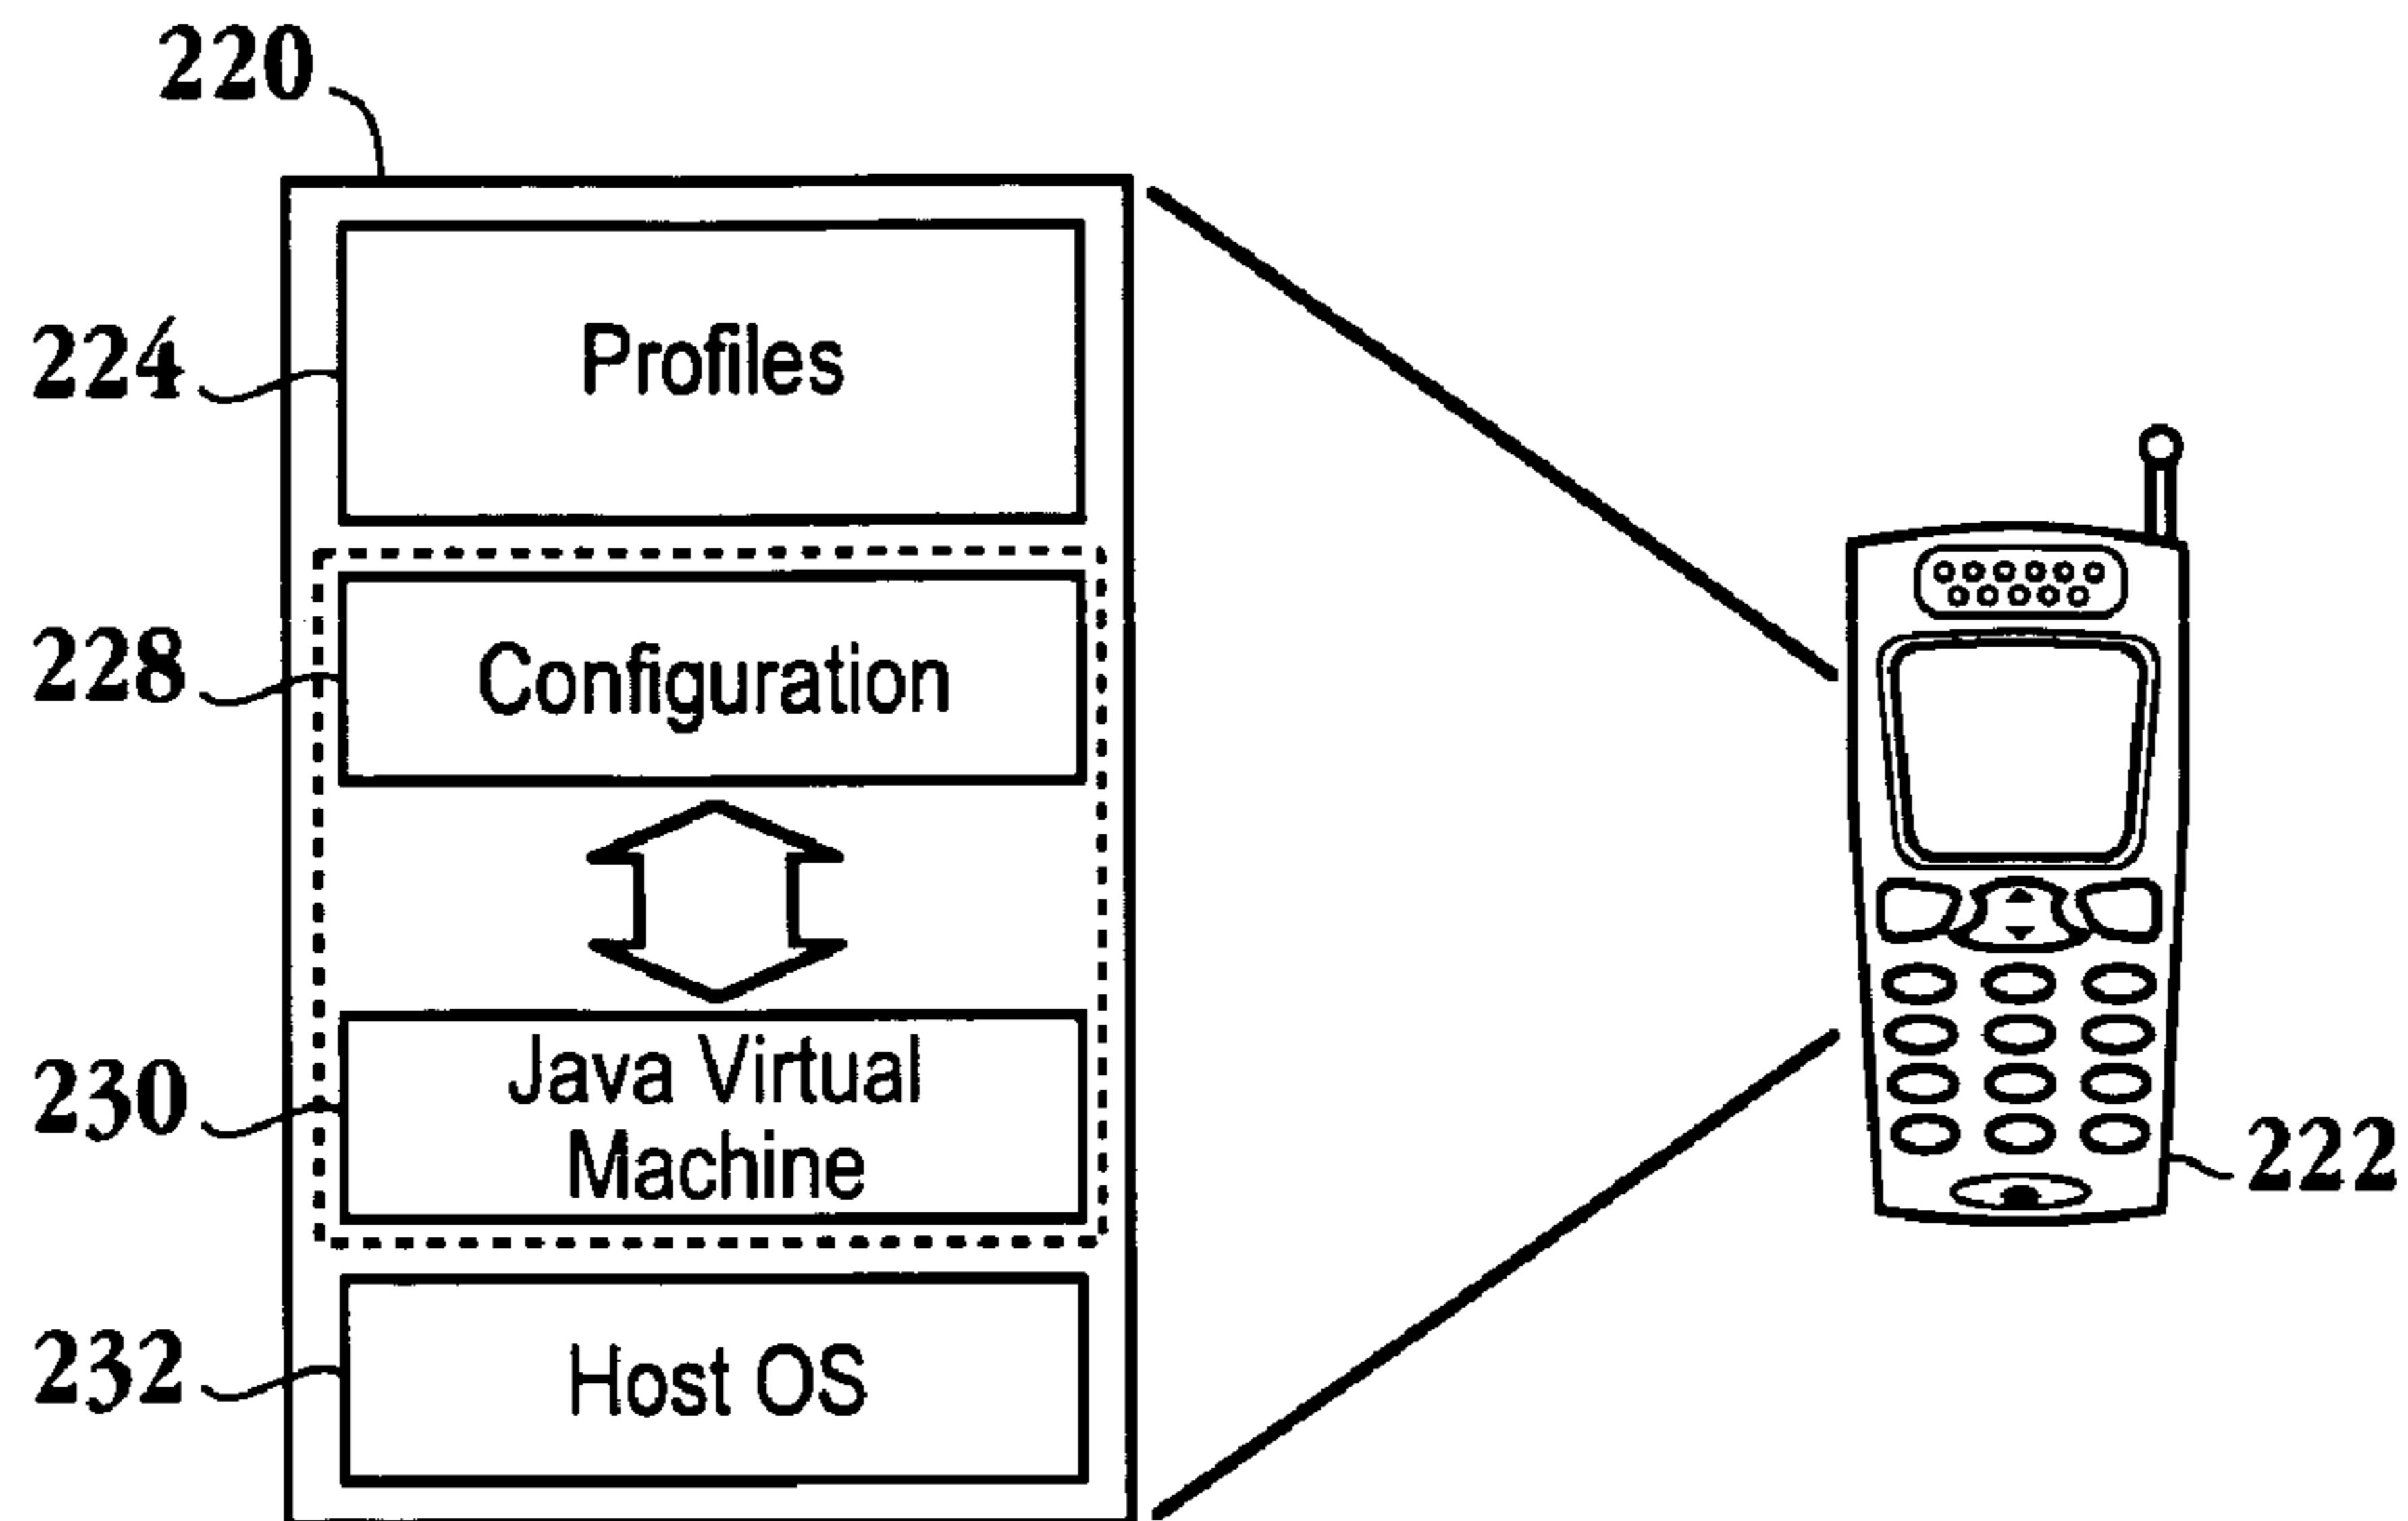 220
224
Profiles
228
Configuration
230
Java Virtual
Machine
222
232
Host OS